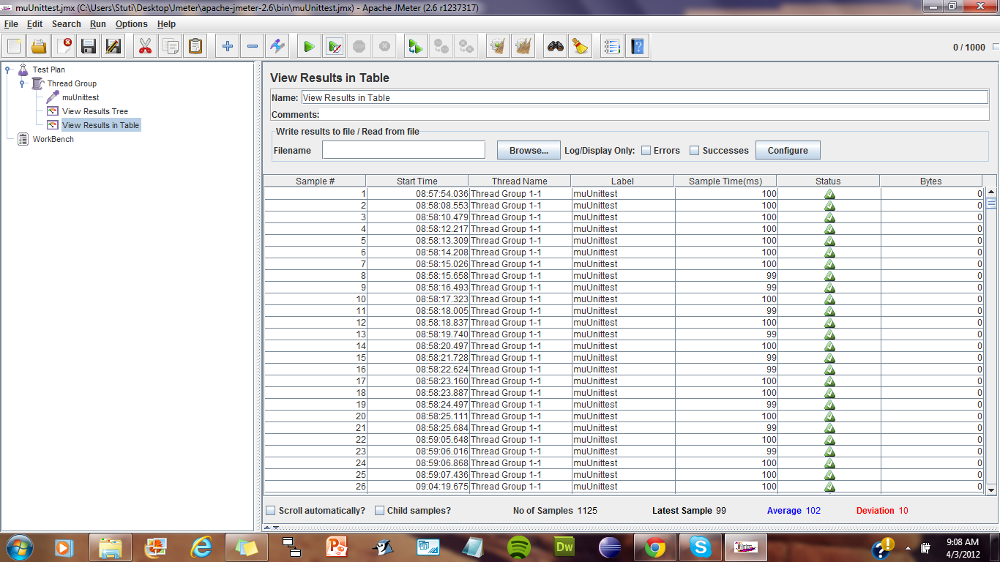 muUnittest.jmx (C:\Users\Stuti\Desktop\Jmeter\apache-jmeter-2.6\bin\muUnittest.jmx) - Apache JMeter (2.6 r1237317)
File Edit Search Run Options Help
0 / 1000
Test Plan
Thread Group
muUnittest
View Results Tree
View Results in Table
WorkBench
View Results in Table
Name: View Results in Table
Comments:
Write results to file / Read from file
Filename Browse... Log/Display Only: Errors Successes Configure
Sample # Start Time Thread Name Label Sample Time(ms) Status Bytes
1 08:57:54.036 Thread Group 1-1 muUnittest 100 0
2 08:58:08.553 Thread Group 1-1 muUnittest 100 0
3 08:58:10.479 Thread Group 1-1 muUnittest 100 0
4 08:58:12.217 Thread Group 1-1 muUnittest 100 0
5 08:58:13.309 Thread Group 1-1 muUnittest 100 0
6 08:58:14.208 Thread Group 1-1 muUnittest 100 0
7 08:58:15.026 Thread Group 1-1 muUnittest 100 0
8 08:58:15.658 Thread Group 1-1 muUnittest 99 0
9 08:58:16.493 Thread Group 1-1 muUnittest 99 0
10 08:58:17.323 Thread Group 1-1 muUnittest 100 0
11 08:58:18.005 Thread Group 1-1 muUnittest 99 0
12 08:58:18.837 Thread Group 1-1 muUnittest 100 0
13 08:58:19.740 Thread Group 1-1 muUnittest 99 0
14 08:58:20.497 Thread Group 1-1 muUnittest 100 0
15 08:58:21.728 Thread Group 1-1 muUnittest 99 0
16 08:58:22.624 Thread Group 1-1 muUnittest 99 0
17 08:58:23.160 Thread Group 1-1 muUnittest 100 0
18 08:58:23.887 Thread Group 1-1 muUnittest 100 0
19 08:58:24.497 Thread Group 1-1 muUnittest 99 0
20 08:58:25.111 Thread Group 1-1 muUnittest 100 0
21 08:58:25.684 Thread Group 1-1 muUnittest 99 0
22 08:59:05.648 Thread Group 1-1 muUnittest 100 0
23 08:59:06.016 Thread Group 1-1 muUnittest 99 0
24 08:59:06.868 Thread Group 1-1 muUnittest 100 0
25 08:59:07.436 Thread Group 1-1 muUnittest 100 0
26 09:04:19.675 Thread Group 1-1 muUnittest 100 0
Scroll automatically? Child samples? No of Samples 1125 Latest Sample 99 Average 102 Deviation 10
Dw
9:08 AM
4/3/2012